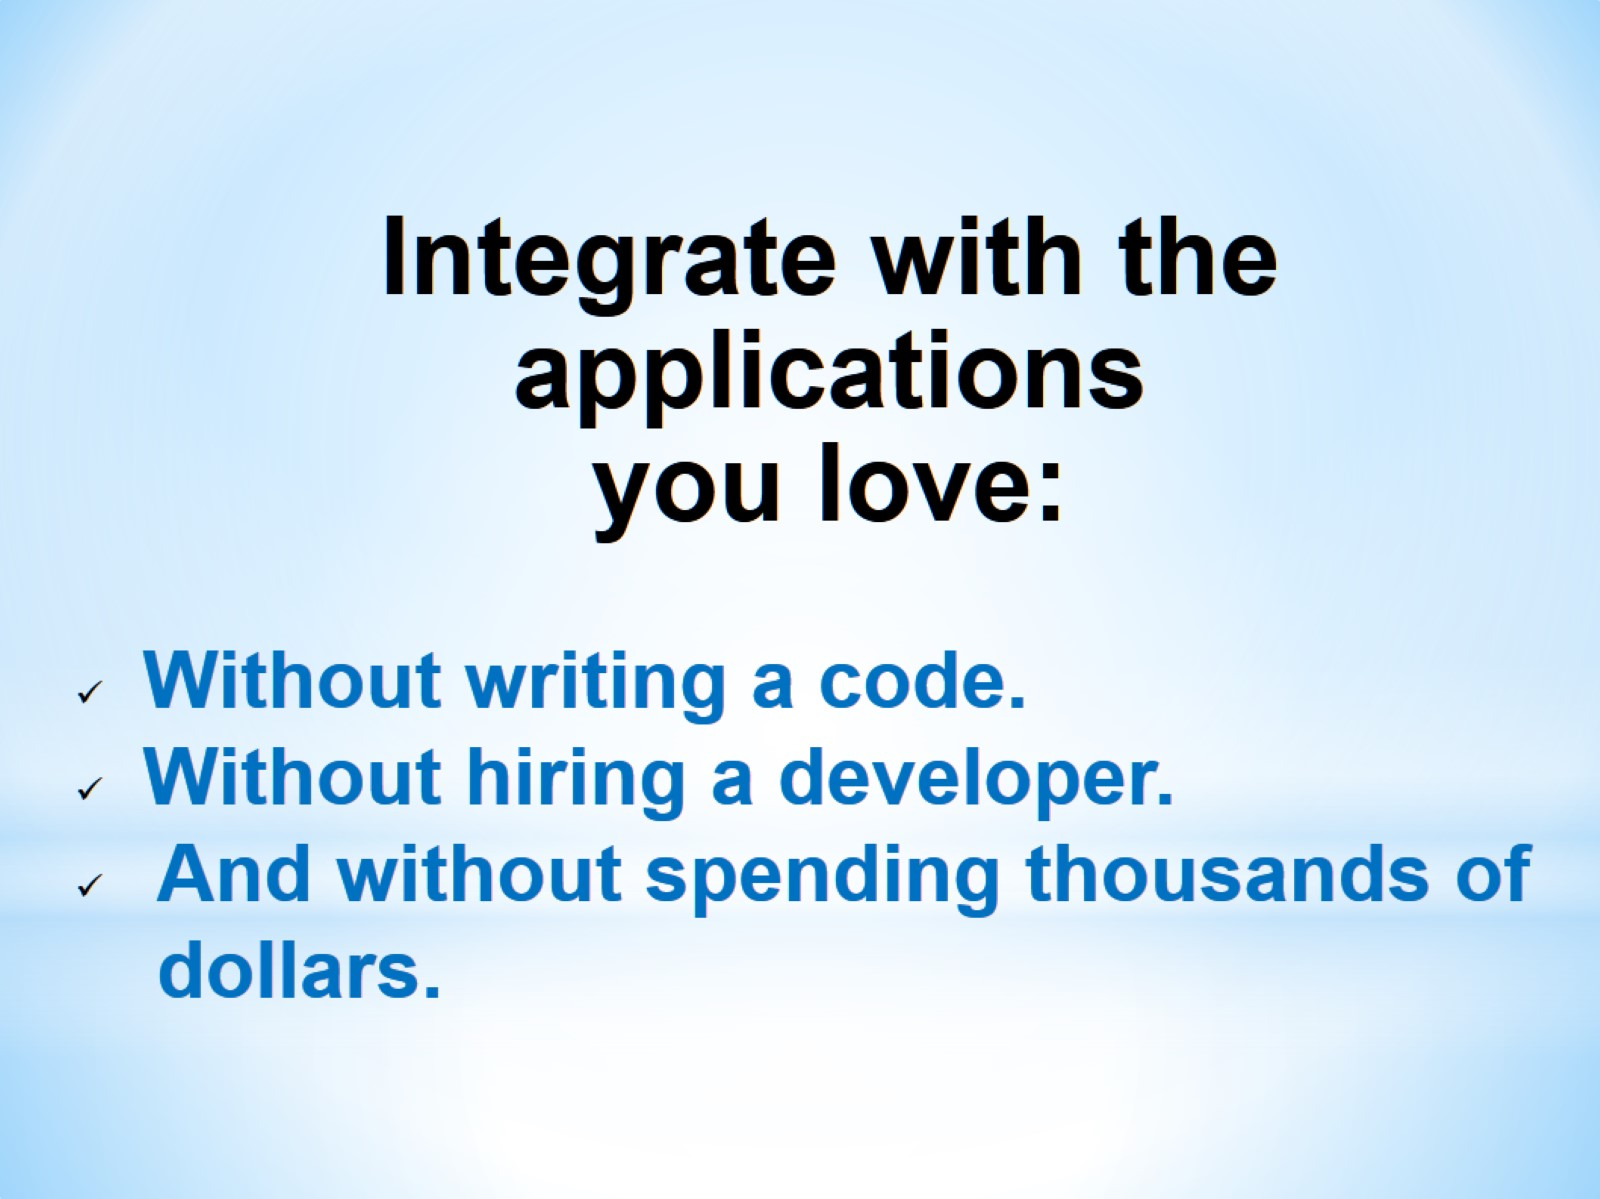 Integrate with the
applications
you love:
✓ Without writing a code.
✓ Without hiring a developer.
✓ And without spending thousands of
dollars.